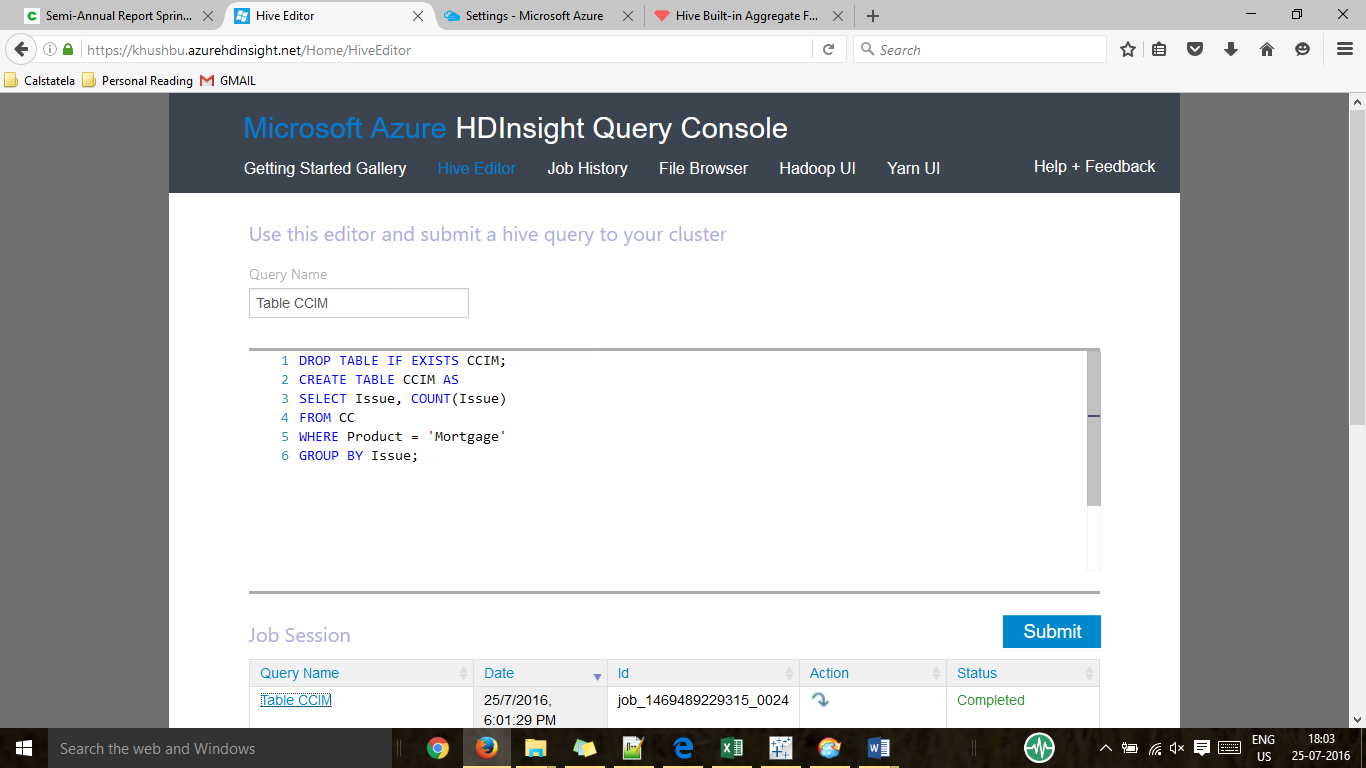 Semi-Annual Report Sprin...
Hive Editor
Settings - Microsoft Azure
Hive Built-in Aggregate F...
https://khushbu.azurehdinsight.net/Home/HiveEditor
Search
Calstatela
Personal Reading
GMAIL
Microsoft Azure HDInsight Query Console
Getting Started Gallery
Hive Editor
Job History
File Browser
Hadoop UI
Yarn UI
Help + Feedback
Use this editor and submit a hive query to your cluster
Query Name
Table CCIM
1 DROP TABLE IF EXISTS CCIM;
2 CREATE TABLE CCIM AS
3 SELECT Issue, COUNT(Issue)
4 FROM CC
5 WHERE Product = 'Mortgage'
6 GROUP BY Issue;
Job Session
Submit
Query Name Date Id Action Status
Table CCIM 25/7/2016, job_1469489229315_0024 Completed
6:01:29 PM
Search the web and Windows
ENG
US
18:03
25-07-2016